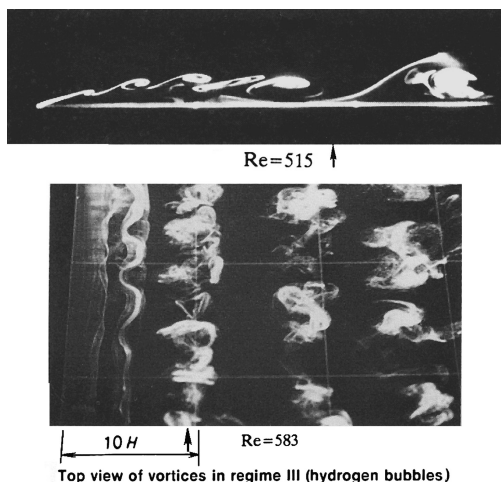 Re=515
10 H
Re=583
Top view of vortices in regime III (hydrogen bubbles)